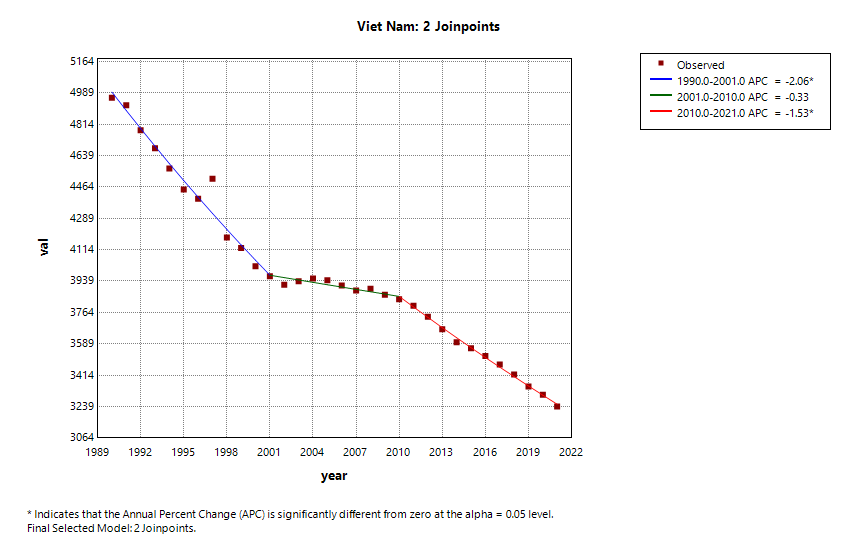 Viet Nam: 2 Joinpoints
Observed
1990.0-2001.0 APC = -2.06*
2001.0-2010.0 APC = -0.33
2010.0-2021.0 APC = -1.53*
5164
4989
4814
4639
4464
4289
4114
3939
3764
3589
3414
3239
3064
val
1989 1992 1995 1998 2001 2004 2007 2010 2013 2016 2019 2022
year
* Indicates that the Annual Percent Change (APC) is significantly different from zero at the alpha = 0.05 level.
Final Selected Model: 2 Joinpoints.